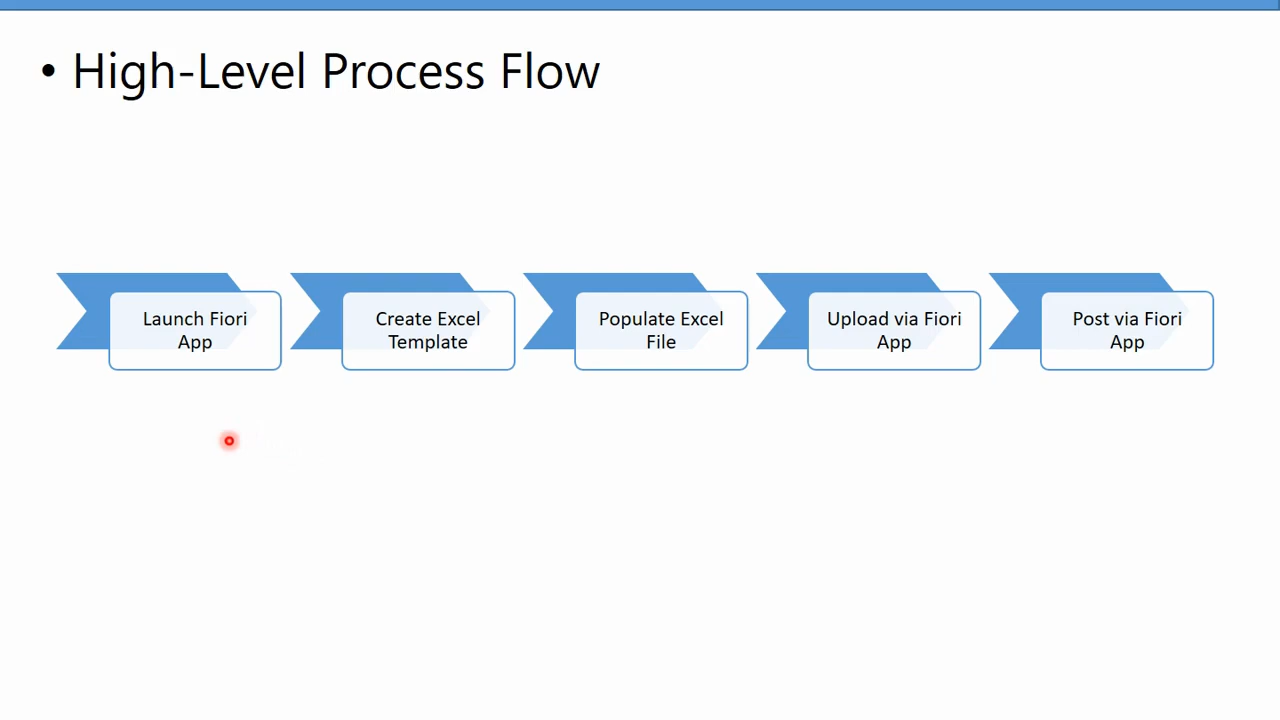 • High-Level Process Flow
Launch Fiori
App
Create Excel
Template
Populate Excel
File
Upload via Fiori
App
Post via Fiori
App